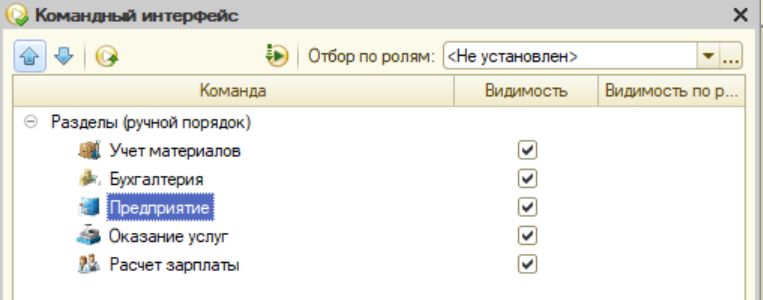 Командный интерфейс
Отбор по ролям: <Не установлен>
Команда Видимость Видимость по р...
Разделы (ручной порядок)
Учет материалов
Бухгалтерия
Предприятие
Оказание услуг
Расчет зарплаты